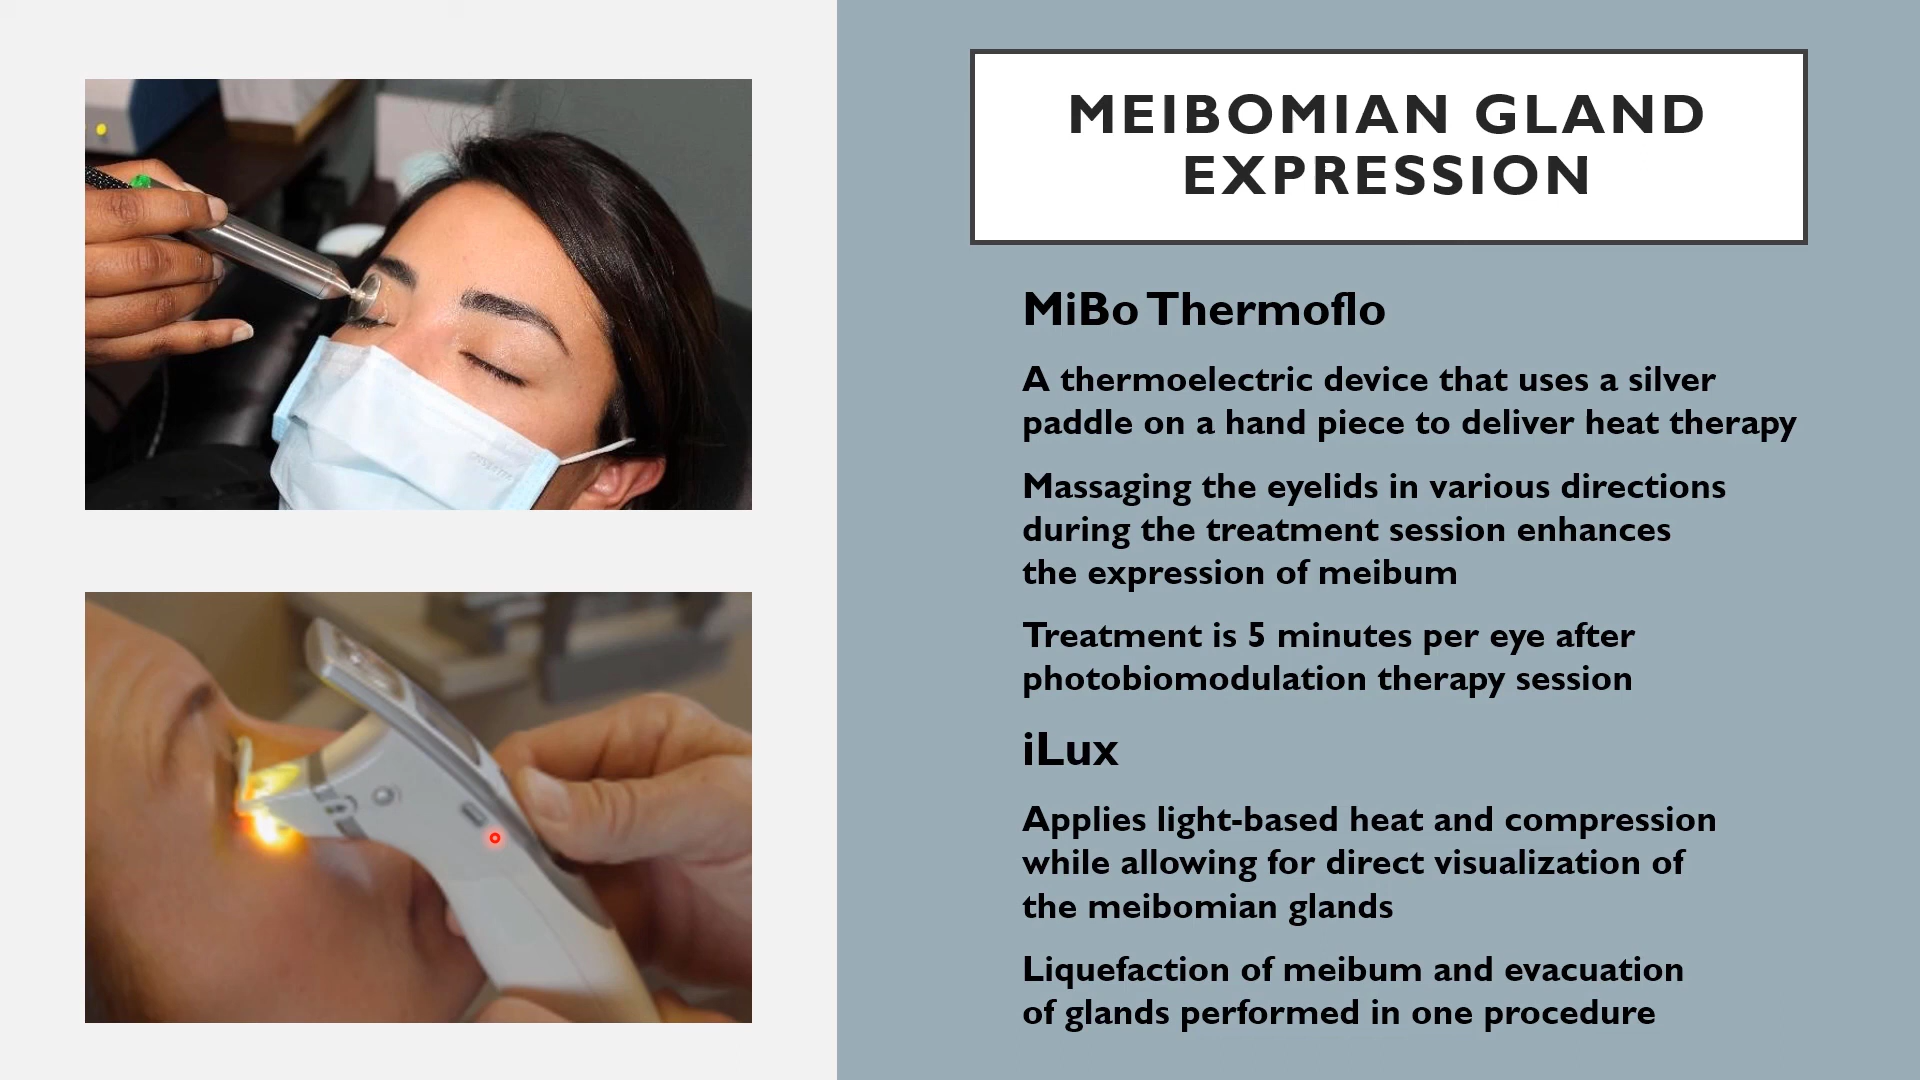 MEIBOMIAN GLAND
EXPRESSION
MiBo Thermoflo
A thermoelectric device that uses a silver
paddle on a hand piece to deliver heat therapy
Massaging the eyelids in various directions
during the treatment session enhances
the expression of meibum
Treatment is 5 minutes per eye after
photobiomodulation therapy session
iLux
Applies light-based heat and compression
while allowing for direct visualization of
the meibomian glands
Liquefaction of meibum and evacuation
of glands performed in one procedure